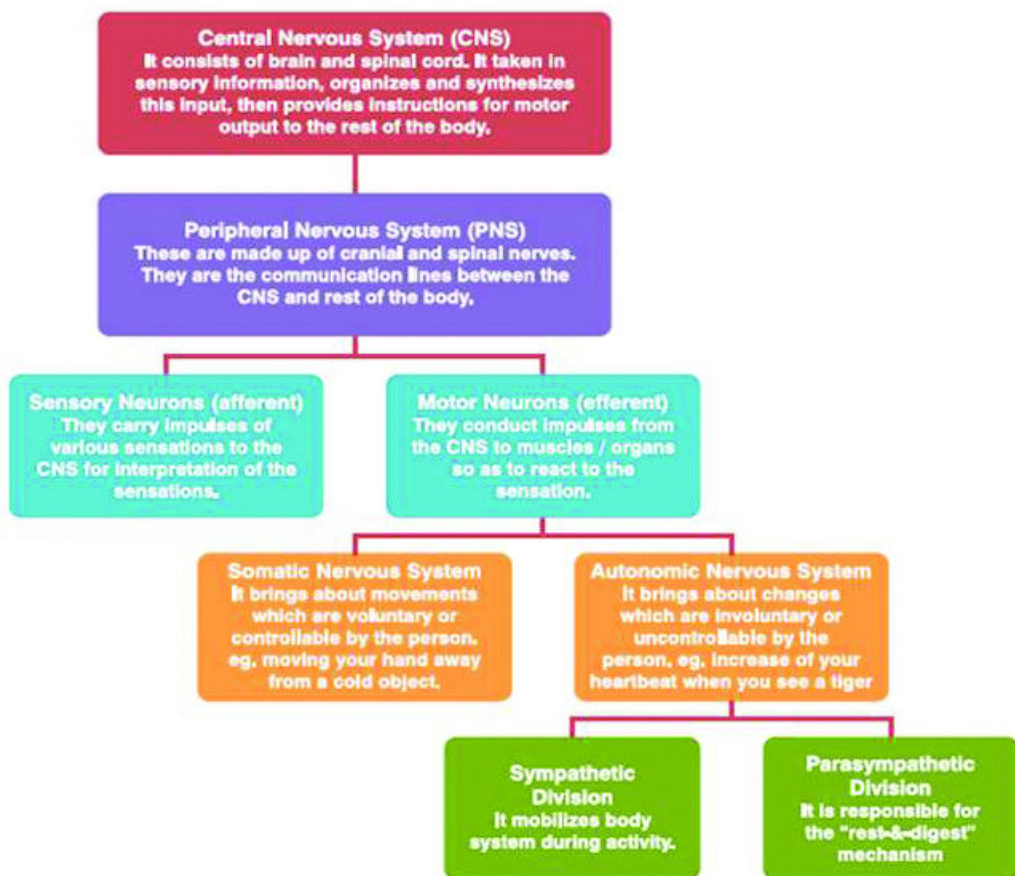 Central Nervous System (CNS)
It consists of brain and spinal cord. It taken in
sensory information, organizes and synthesizes
this input, then provides instructions for motor
output to the rest of the body.
Peripheral Nervous System (PNS)
These are made up of cranial and spinal nerves.
They are the communication lines between the
CNS and rest of the body.
Sensory Neurons (afferent)
They carry impulses of
various sensations to the
CNS for interpretation of the
sensations.
Motor Neurons (efferent)
They conduct impulses from
the CNS to muscles / organs
so as to react to the
sensation.
Somatic Nervous System
It brings about movements
which are voluntary or
controllable by the person.
eg. moving your hand away
from a cold object.
Autonomic Nervous System
It brings about changes
which are involuntary or
uncontrollable by the
person, eg. increase of your
heartbeat when you see a tiger
Sympathetic
Division
It mobilizes body
system during activity.
Parasympathetic
Division
It is responsible for
the "rest-&-digest"
mechanism